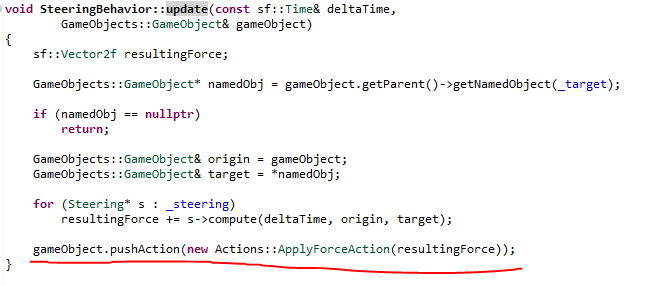 void SteeringBehavior::update(const sf::Time& deltaTime,
GameObjects::GameObject& gameObject)
{
sf::Vector2f resultingForce;
GameObjects::GameObject* namedObj = gameObject.getParent()->getNamedObject(_target);
if (namedObj == nullptr)
return;
GameObjects::GameObject& origin = gameObject;
GameObjects::GameObject& target = *namedObj;
for (Steering* s : _steering)
resultingForce += s->compute(deltaTime, origin, target);
gameObject.pushAction(new Actions::ApplyForceAction(resultingForce));
}